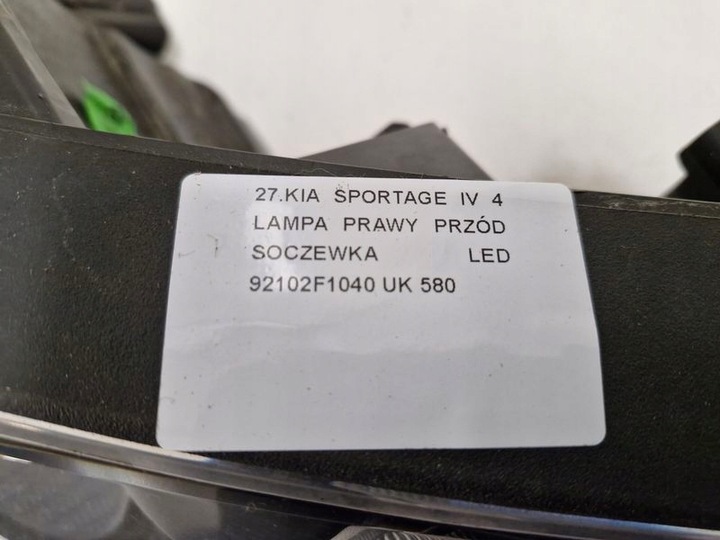 27.KIA SPORTAGE IV 4
LAMPA PRAWY PRZÓD
SOCZEWKA LED
92102F1040 UK 580